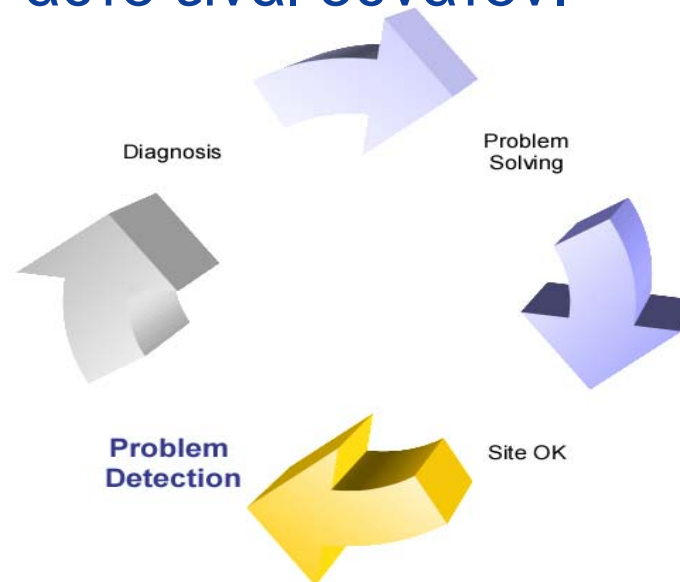 Diagnosis
Problem
Solving
Problem
Detection
Site OK